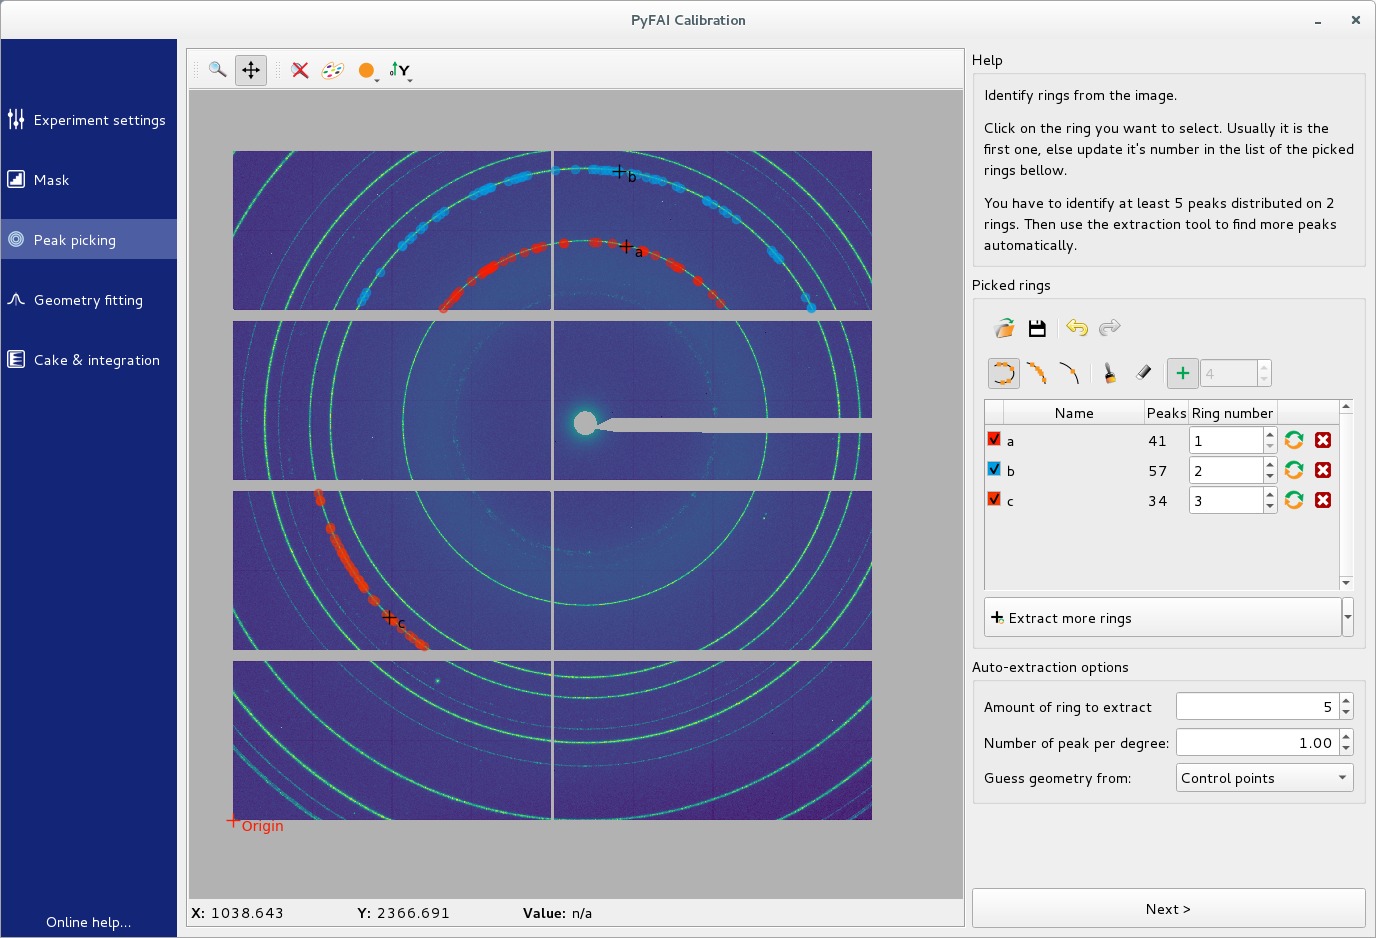 PyFAI Calibration
Experiment settings
Mask
Peak picking
Geometry fitting
Cake & integration
Online help...
Y
b
a
c
Origin
X: 1038.643 Y: 2366.691 Value: n/a
Help
Identify rings from the image.
Click on the ring you want to select. Usually it is the
first one, else update it's number in the list of the picked
rings bellow.
You have to identify at least 5 peaks distributed on 2
rings. Then use the extraction tool to find more peaks
automatically.
Picked rings
4
Name Peaks Ring number
a 41 1
b 57 2
c 34 3
Extract more rings
Auto-extraction options
Amount of ring to extract 5
Number of peak per degree: 1.00
Guess geometry from: Control points
Next >